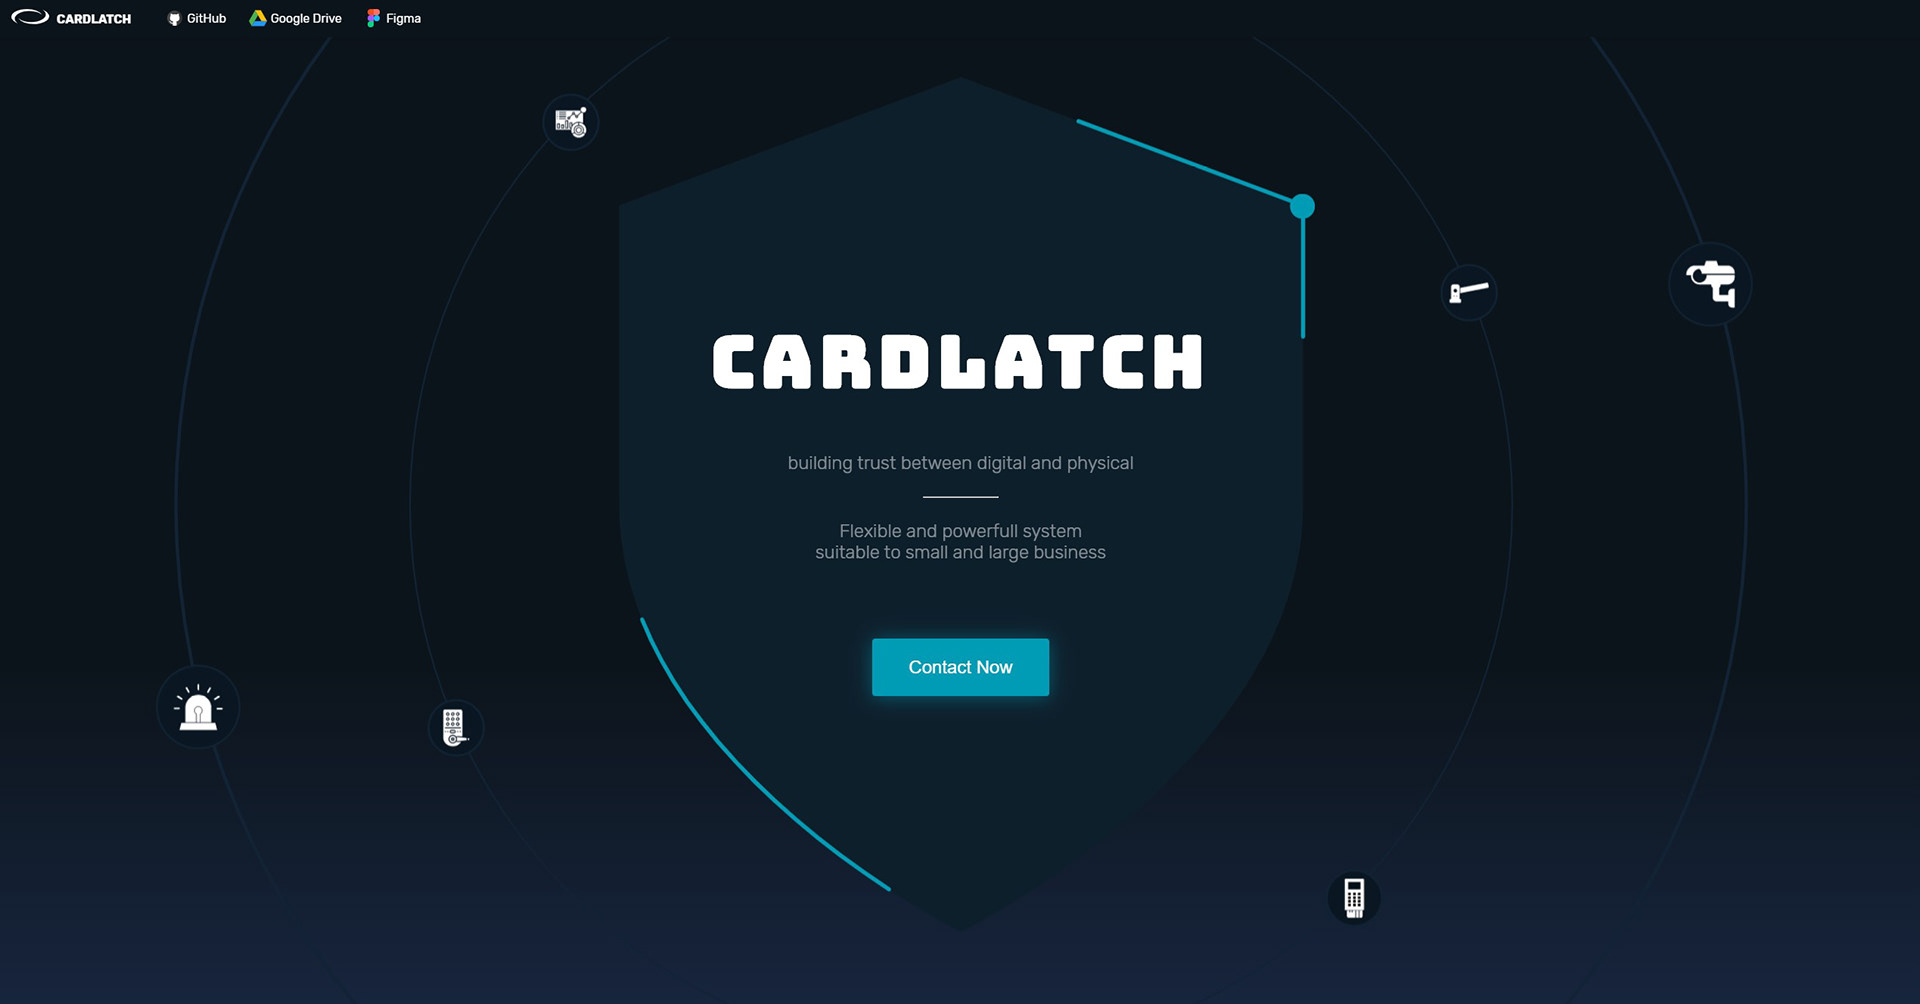 CARDLATCH GitHub Google Drive Figma
CARDLATCH
building trust between digital and physical
Flexible and powerfull system
suitable to small and large business
Contact Now